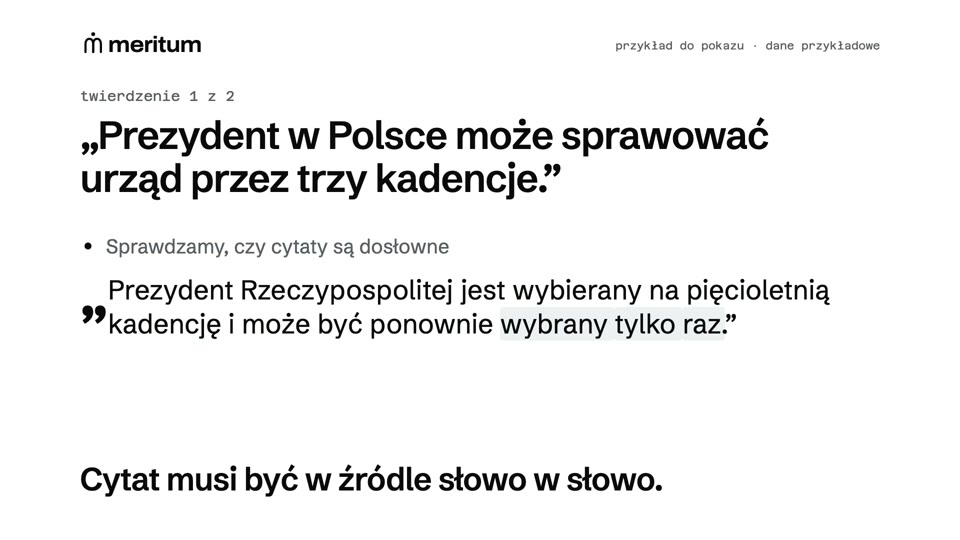 meritum
przykład do pokazu · dane przykładowe
twierdzenie 1 z 2
„Prezydent w Polsce może sprawować
urząd przez trzy kadencje.”
• Sprawdzamy, czy cytaty są dosłowne
Prezydent Rzeczypospolitej jest wybierany na pięcioletnią
”kadencję i może być ponownie wybrany tylko raz.”
Cytat musi być w źródle słowo w słowo.